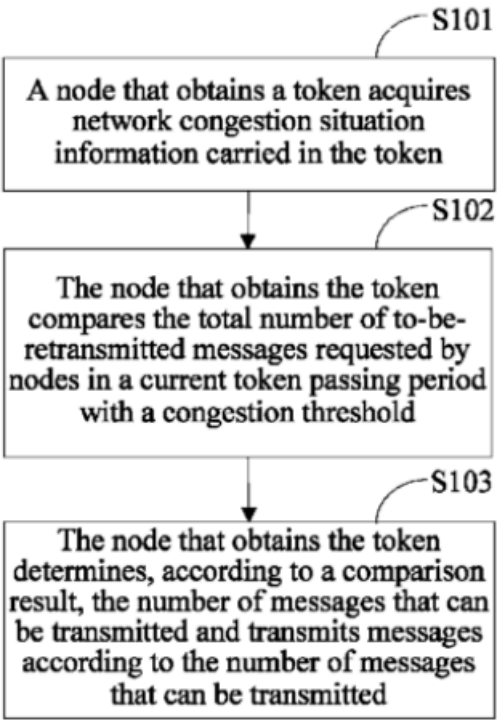 S101
A node that obtains a token acquires
network congestion situation
information carried in the token
S102
The node that obtains the token
compares the total number of to-be-
retransmitted messages requested by
nodes in a current token passing period
with a congestion threshold
S103
The node that obtains the token
determines, according to a comparison
result, the number of messages that can
be transmitted and transmits messages
according to the number of messages
that can be transmitted